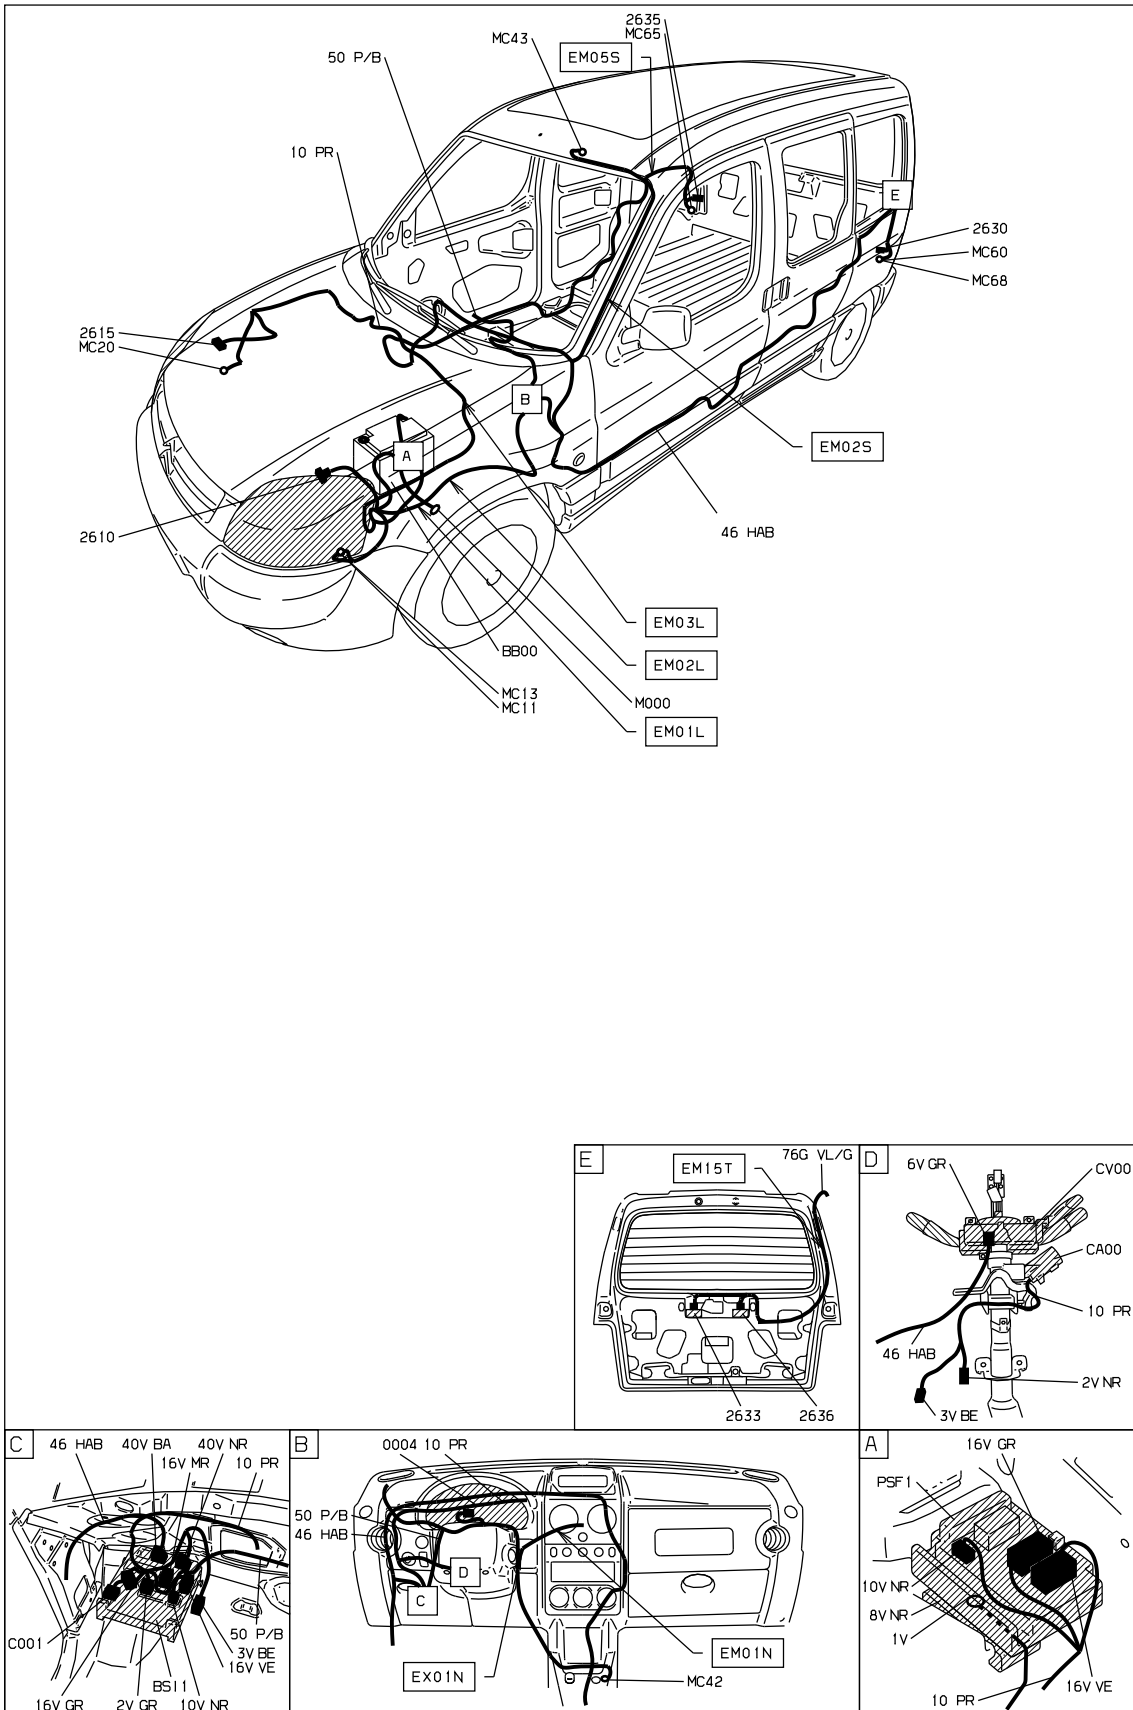 2635
MC65
MC43
EM05S
50 P/B
10 PR
E
2630
MC60
MC68
2615
MC20
B
A
EM02S
46 HAB
2610
EM03L
BB00
EM02L
MC13
MC11
M000
EM01L
E
EM15T
76G VL/G
2633
2636
D
6V GR
CV00
CA00
10 PR
46 HAB
2V NR
3V BE
C
46 HAB
40V BA
40V NR
16V MR
10 PR
C001
50 P/B
3V BE
16V VE
BSI1
16V GR
2V GR
10V NR
B
0004 10 PR
50 P/B
46 HAB
D
C
EX01N
EM01N
MC42
A
16V GR
PSF1
10V NR
8V NR
1V
16V VE
10 PR